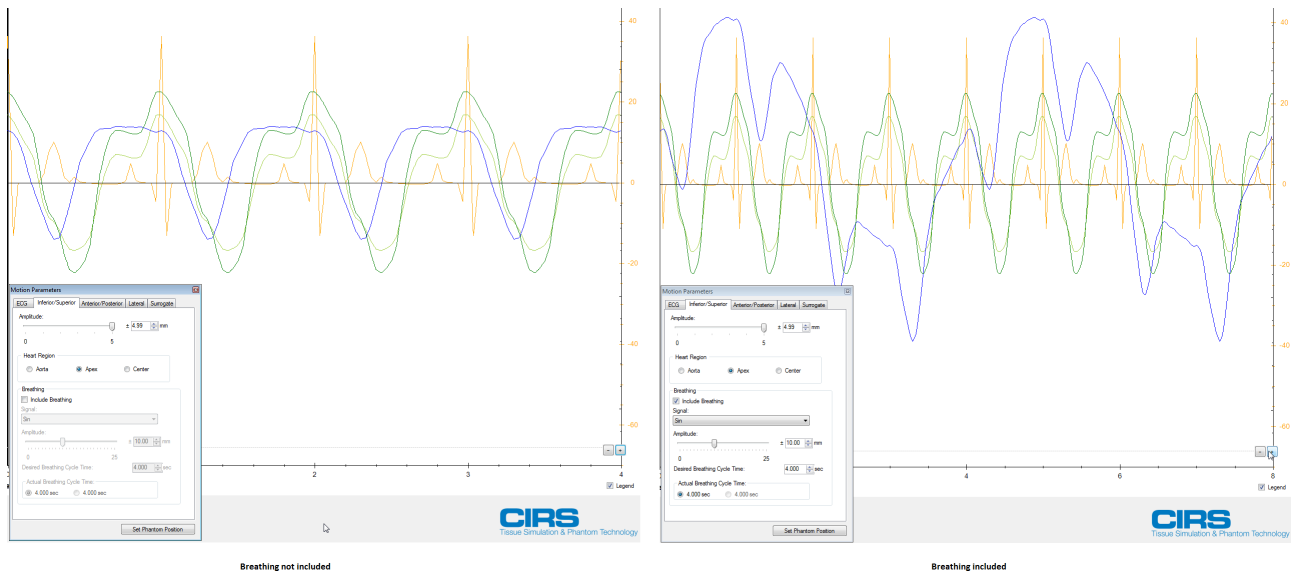 40
20
0
-20
-40
-60
2
3
4
Legend
Motion Parameters
ECG Inferior/Superior Anterior/Posterior Lateral Surrogate
Amplitude:
± 4.99 mm
0 5
Heart Region
Aorta Apex Center
Breathing
Include Breathing
Signal:
Sin
Amplitude:
± 10.00 mm
0 25
Desired Breathing Cycle Time: 4.000 sec
Actual Breathing Cycle Time:
4.000 sec 4.000 sec
Set Phantom Position
CIRS
Tissue Simulation & Phantom Technology
Breathing not included
40
20
0
-20
-40
-60
4
6
8
Legend
Motion Parameters
ECG Inferior/Superior Anterior/Posterior Lateral Surrogate
Amplitude:
± 4.99 mm
0 5
Heart Region
Aorta Apex Center
Breathing
Include Breathing
Signal:
Sin
Amplitude:
± 10.00 mm
0 25
Desired Breathing Cycle Time: 4.000 sec
Actual Breathing Cycle Time:
4.000 sec 4.000 sec
Set Phantom Position
CIRS
Tissue Simulation & Phantom Technology
Breathing included